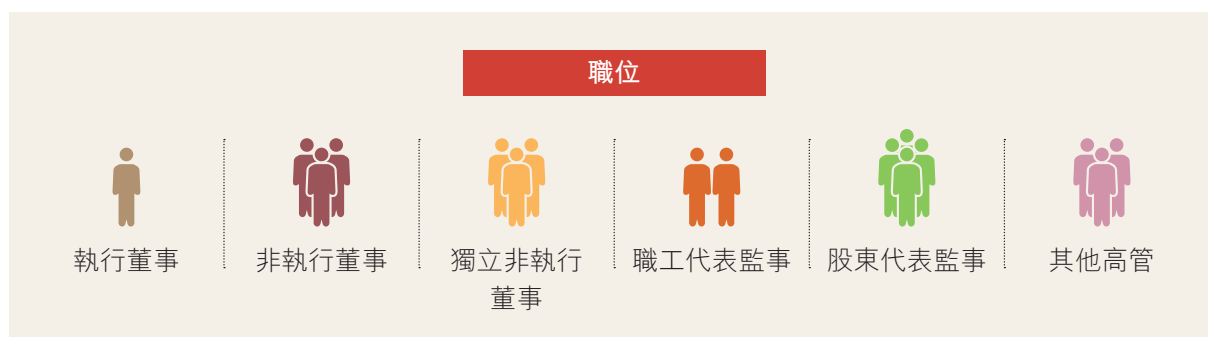 職位
執行董事
非執行董事
獨立非執行
董事
職工代表監事
股東代表監事
其他高管